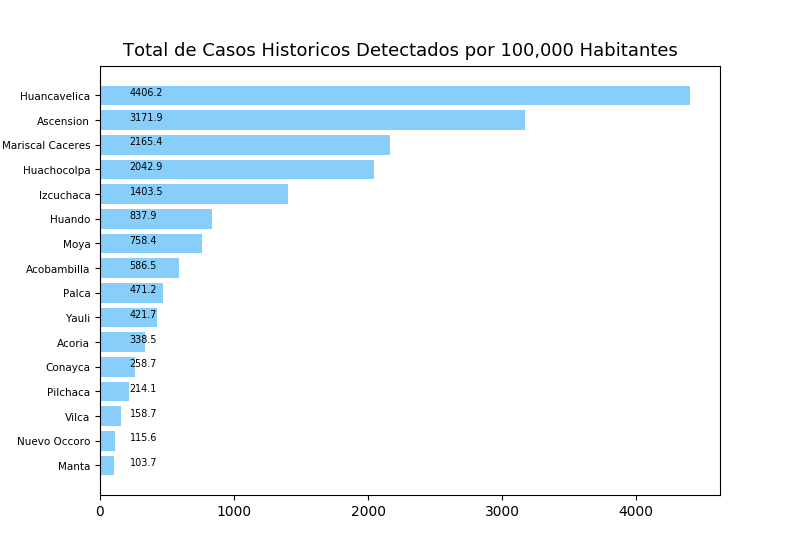 Total de Casos Historicos Detectados por 100,000 Habitantes
Huancavelica 4406.2
Ascension 3171.9
Mariscal Caceres 2165.4
Huachocolpa 2042.9
Izcuchaca 1403.5
Huando 837.9
Moya 758.4
Acobambilla 586.5
Palca 471.2
Yauli 421.7
Acoria 338.5
Conayca 258.7
Pilchaca 214.1
Vilca 158.7
Nuevo Occoro 115.6
Manta 103.7
0 1000 2000 3000 4000